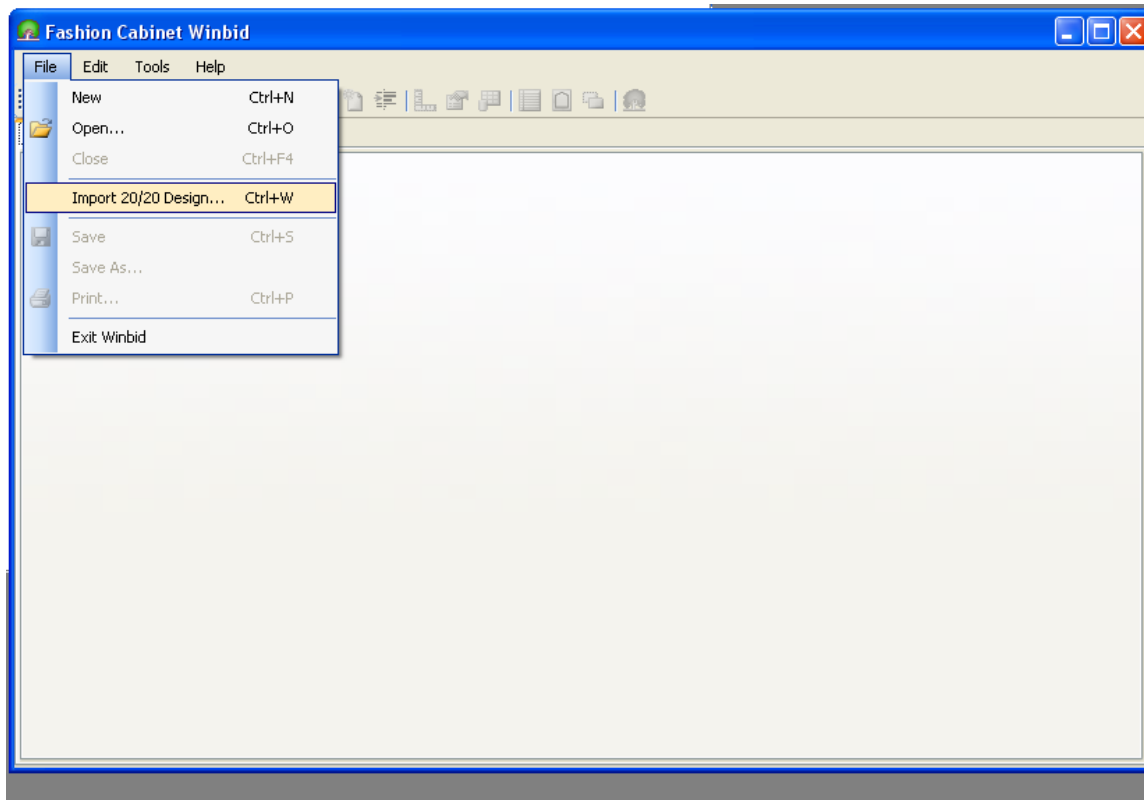 Fashion Cabinet Winbid
File Edit Tools Help
New Ctrl+N
Open... Ctrl+O
Close Ctrl+F4
Import 20/20 Design... Ctrl+W
Save Ctrl+S
Save As...
Print... Ctrl+P
Exit Winbid